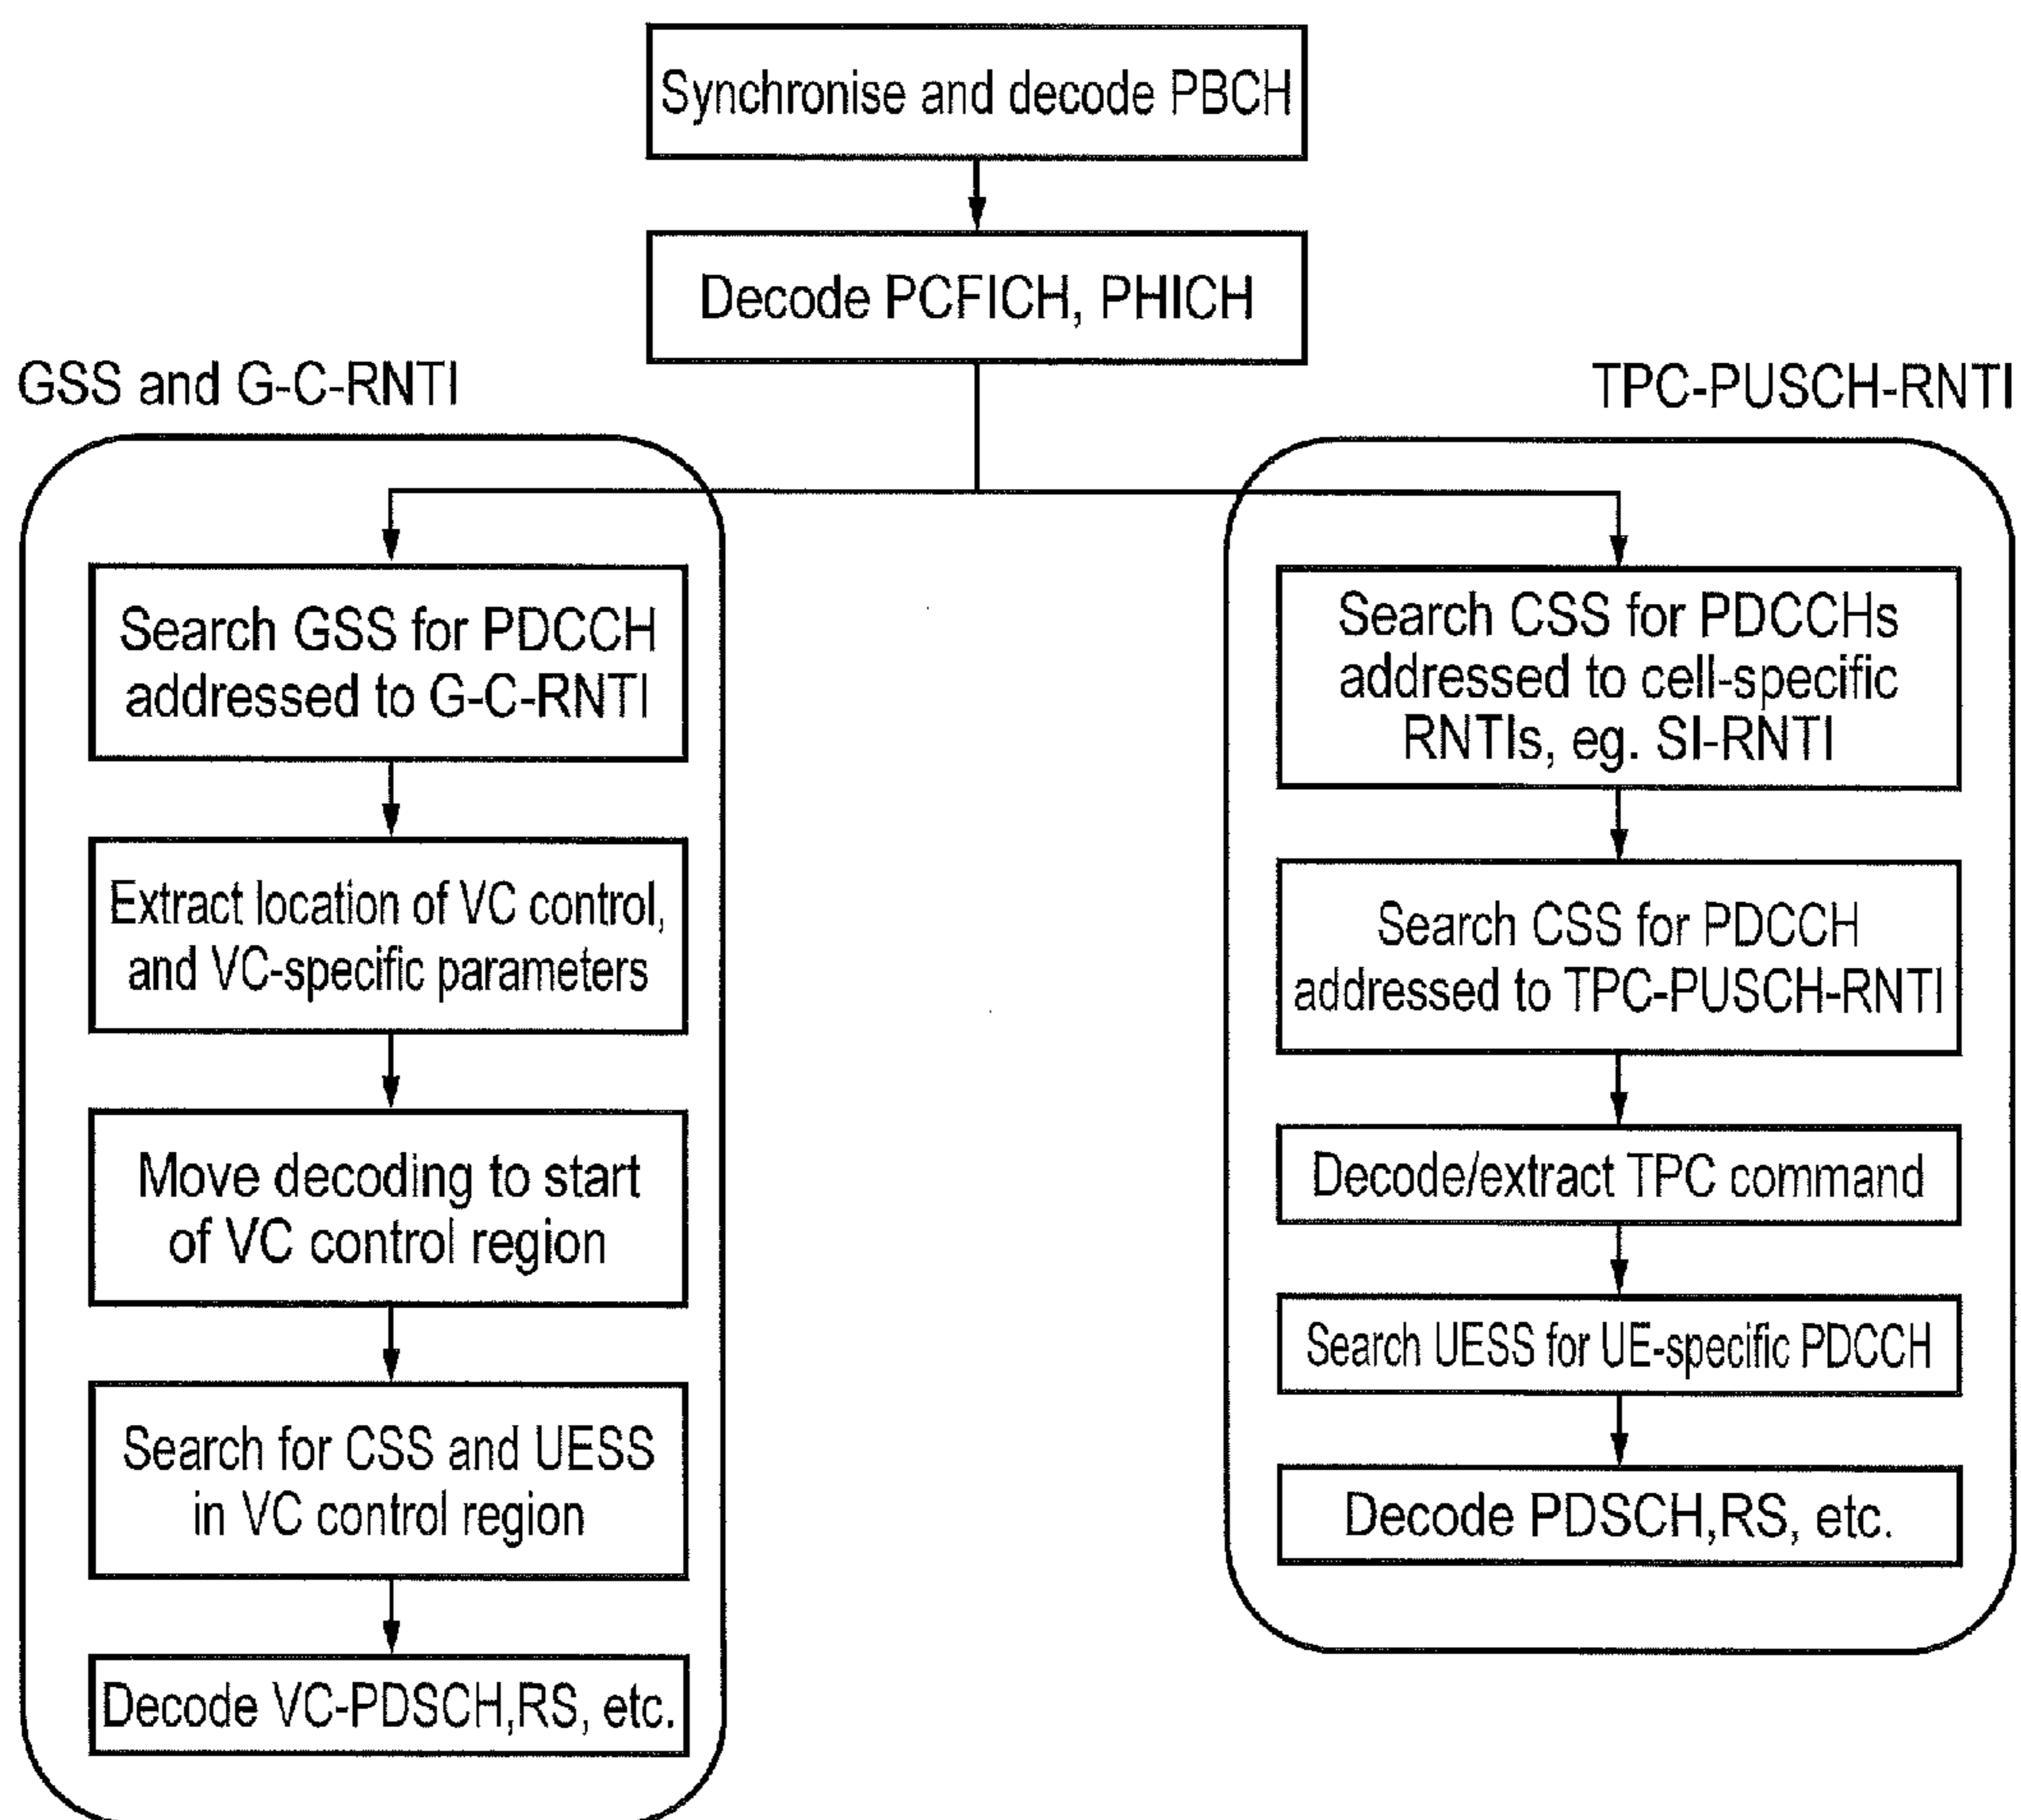 Synchronise and decode PBCH
Decode PCFICH, PHICH
GSS and G-C-RNTI
Search GSS for PDCCH
addressed to G-C-RNTI
Extract location of VC control,
and VC-specific parameters
Move decoding to start
of VC control region
Search for CSS and UESS
in VC control region
Decode VC-PDSCH,RS, etc.
TPC-PUSCH-RNTI
Search CSS for PDCCHs
addressed to cell-specific
RNTIs, eg. SI-RNTI
Search CSS for PDCCH
addressed to TPC-PUSCH-RNTI
Decode/extract TPC command
Search UESS for UE-specific PDCCH
Decode PDSCH,RS, etc.